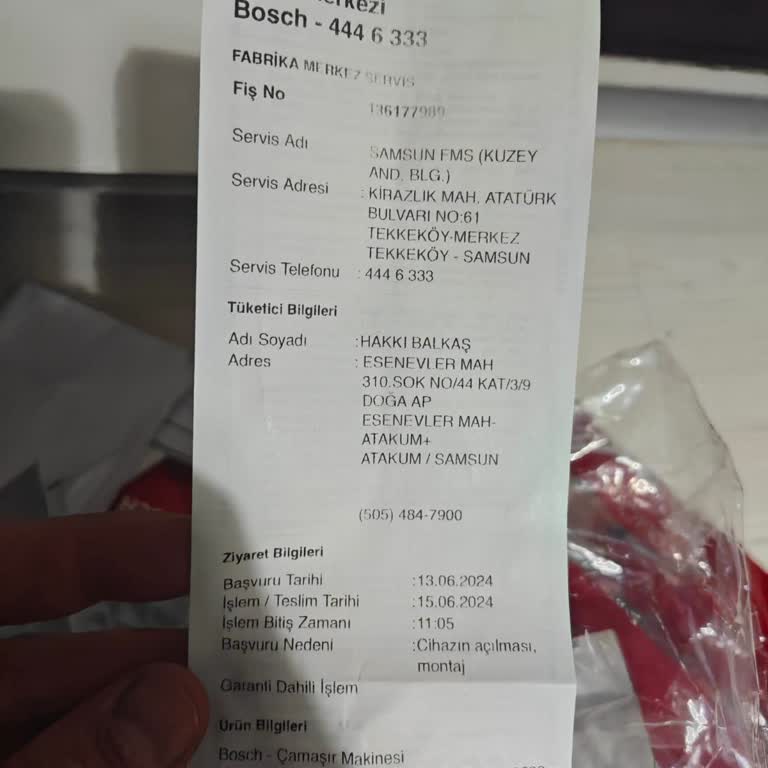 Bosch - 444 6 333
FABRİKA MERKEZ SERVIS
Fiş No
136177989
Servis Adı
SAMSUN FMS (KUZEY
AND. BLG.)
Servis Adresi : KİRAZLIK MAH. ATATÜRK
BULVARI NO:61
TEKKEKÖY-MERKEZ
TEKKEKÖY - SAMSUN
Servis Telefonu : 444 6 333
Tüketici Bilgileri
Adı Soyadı :HAKKI BALKAŞ
Adres : ESENEVLER MAH
310.SOK NO/44 KAT/3/9
DOĞA AP
ESENEVLER MAH-
ATAKUM+
ATAKUM / SAMSUN
(505) 484-7900
Ziyaret Bilgileri
Başvuru Tarihi :13.06.2024
İşlem / Teslim Tarihi :15.06.2024
İşlem Bitiş Zamanı :11:05
Başvuru Nedeni :Cihazın açılması,
montaj
Garanti Dahili İşlem
Ürün Bilgileri
Bosch - Çamaşır Makinesi